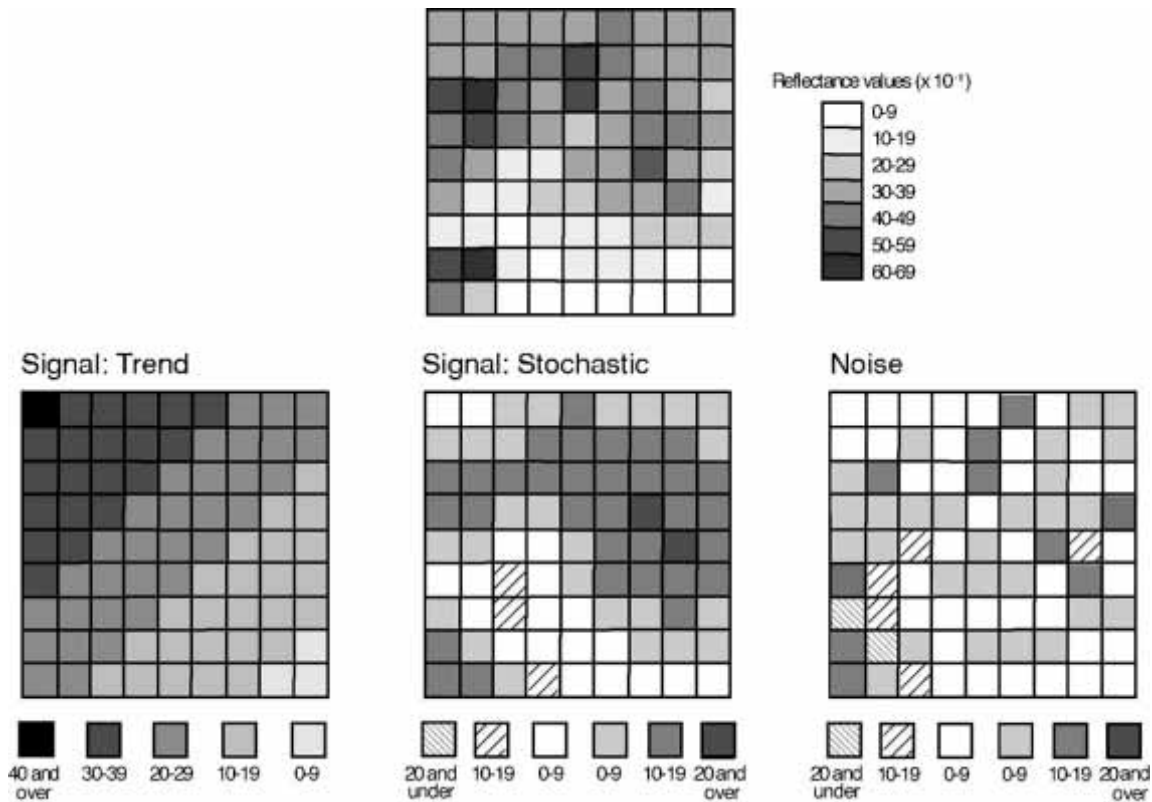 Reflectance values (x 10⁻¹)
0-9
10-19
20-29
30-39
40-49
50-59
60-69
Signal: Trend
Signal: Stochastic
Noise
40 and over
30-39
20-29
10-19
0-9
20 and under
10-19
0-9
0-9
10-19
20 and over
20 and under
10-19
0-9
0-9
10-19
20 and over